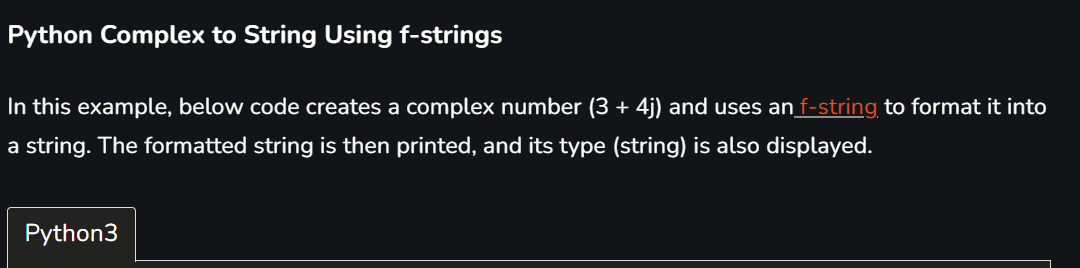 Python Complex to String Using f-strings
In this example, below code creates a complex number (3 + 4j) and uses an f-string to format it into
a string. The formatted string is then printed, and its type (string) is also displayed.
Python3